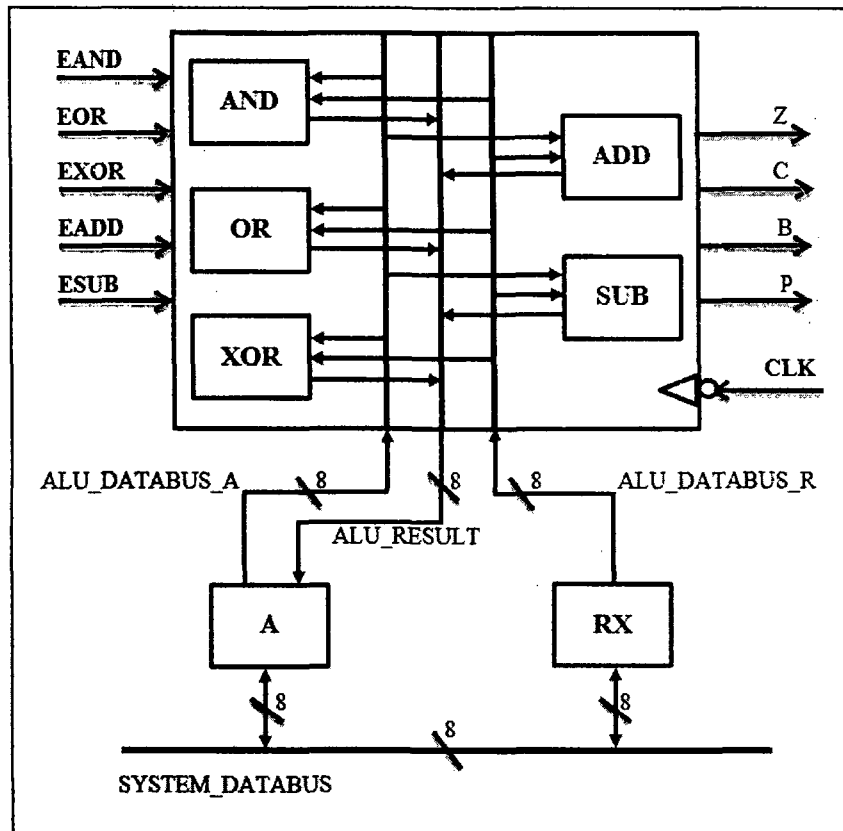 EAND
EOR
EXOR
EADD
ESUB
AND
OR
XOR
ADD
SUB
Z
C
B
P
CLK
ALU_DATABUS_A
8
8
8
ALU_DATABUS_R
ALU_RESULT
A
RX
8
8
8
SYSTEM_DATABUS